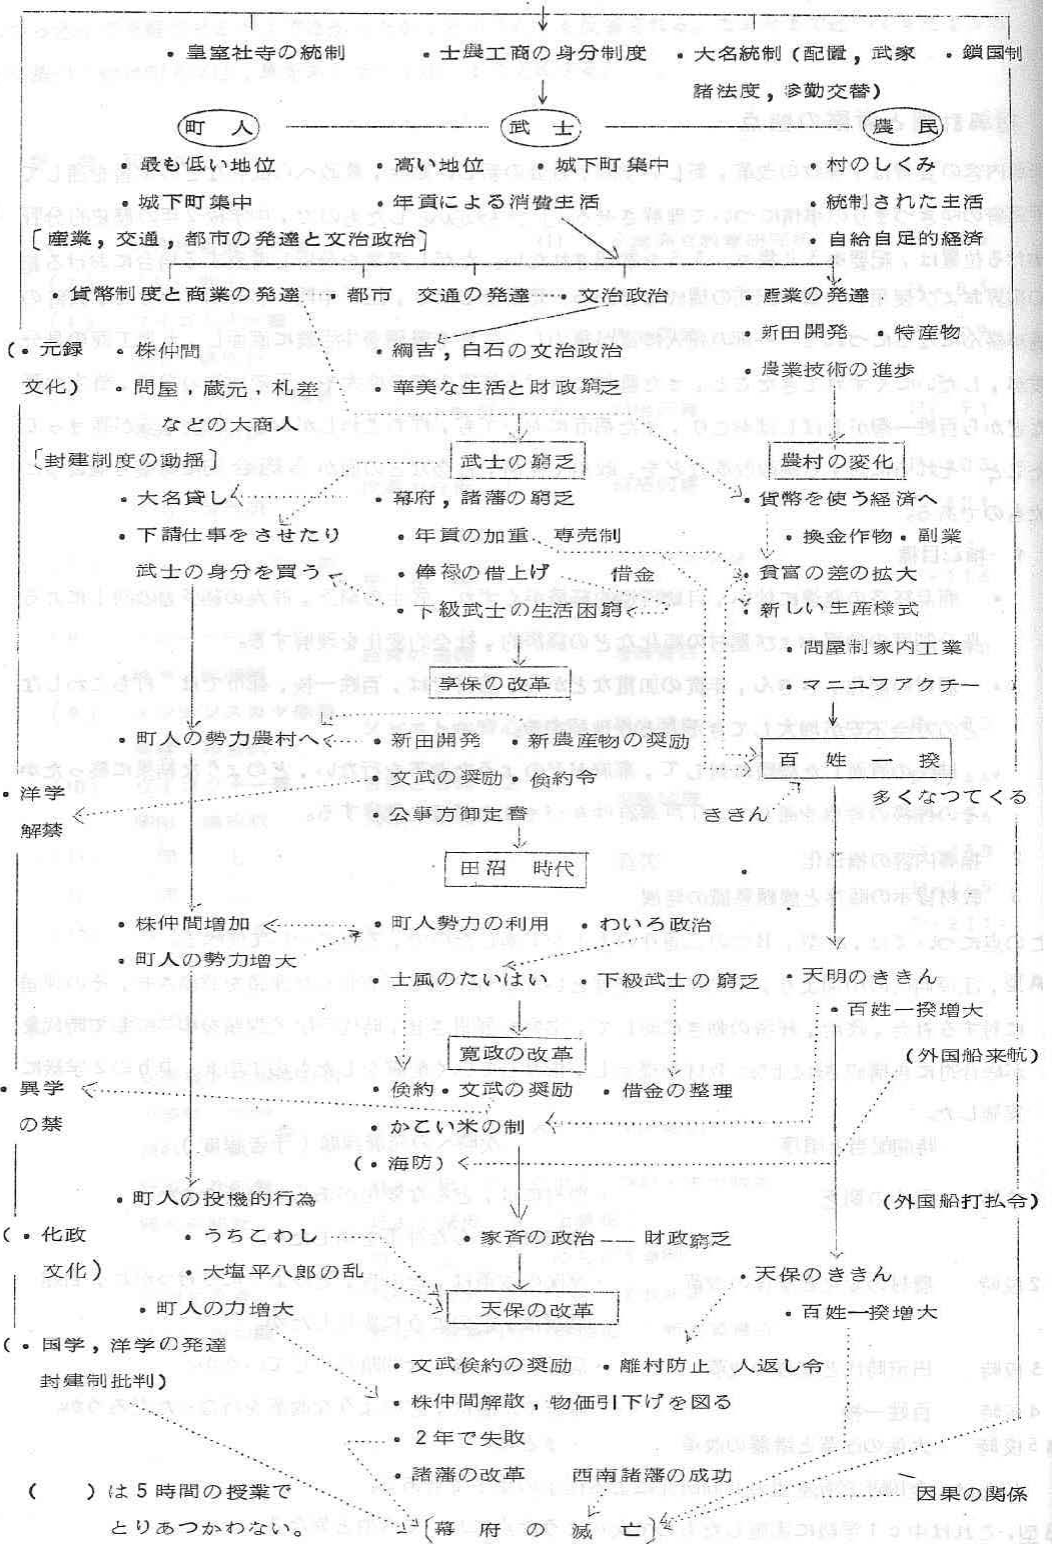 ・皇室社寺の統制　・士農工商の身分制度　・大名統制（配置，武家　・鎖国制
諸法度，参勤交替）
町人　武士　農民
・最も低い地位　・高い地位　・城下町集中　・村のしくみ
・城下町集中　・年貢による消費生活　・統制された生活
〔産業，交通，都市の発達と文治政治〕　・自給自足的経済
・貨幣制度と商業の発達　・都市　交通の発達　・文治政治　・産業の発達
・新田開発　・特産物
（・元録　・株仲間　・綱吉，白石の文治政治
・農業技術の進歩
文化）　・問屋，蔵元，札差　・華美な生活と財政窮乏
などの大商人
〔封建制度の動揺〕　武士の窮乏　農村の変化
・大名貸し　・幕府，諸藩の窮乏　・貨幣を使う経済へ
・下請仕事をさせたり　・年貢の加重　専売制　・換金作物・副業
武士の身分を買う　・俸禄の借上げ　借金　・貧富の差の拡大
・下級武士の生活困窮　・新しい生産様式
・問屋制家内工業
享保の改革　・マニユフアクチー
・町人の勢力農村へ　・新田開発　・新農産物の奨励　百姓一揆
・文武の奨励・倹約令
・洋学　多くなつてくる
解禁　・公事方御定書　ききん
田沼　時代
・株仲間増加　・町人勢力の利用　・わいろ政治
・町人の勢力増大
・士風のたいはい　・下級武士の窮乏　・天明のききん
・百姓一揆増大
寛政の改革　（外国船来航）
・異学　・倹約・文武の奨励　・借金の整理
の禁　・かこい米の制
（・海防）
・町人の投機的行為　（外国船打払令）
（・化政　・うちこわし　・家斉の政治 ― 財政窮乏
文化）　・大塩平八郎の乱　・天保のききん
・町人の力増大　天保の改革　・百姓一揆増大
（・国学，洋学の発達
封建制批判）　・文武倹約の奨励　・離村防止　人返し令
・株仲間解散，物価引下げを図る
・2年で失敗
・諸藩の改革　西南諸藩の成功
（　　）は5時間の授業で　因果の関係
とりあつかわない。　〔幕府の滅亡〕